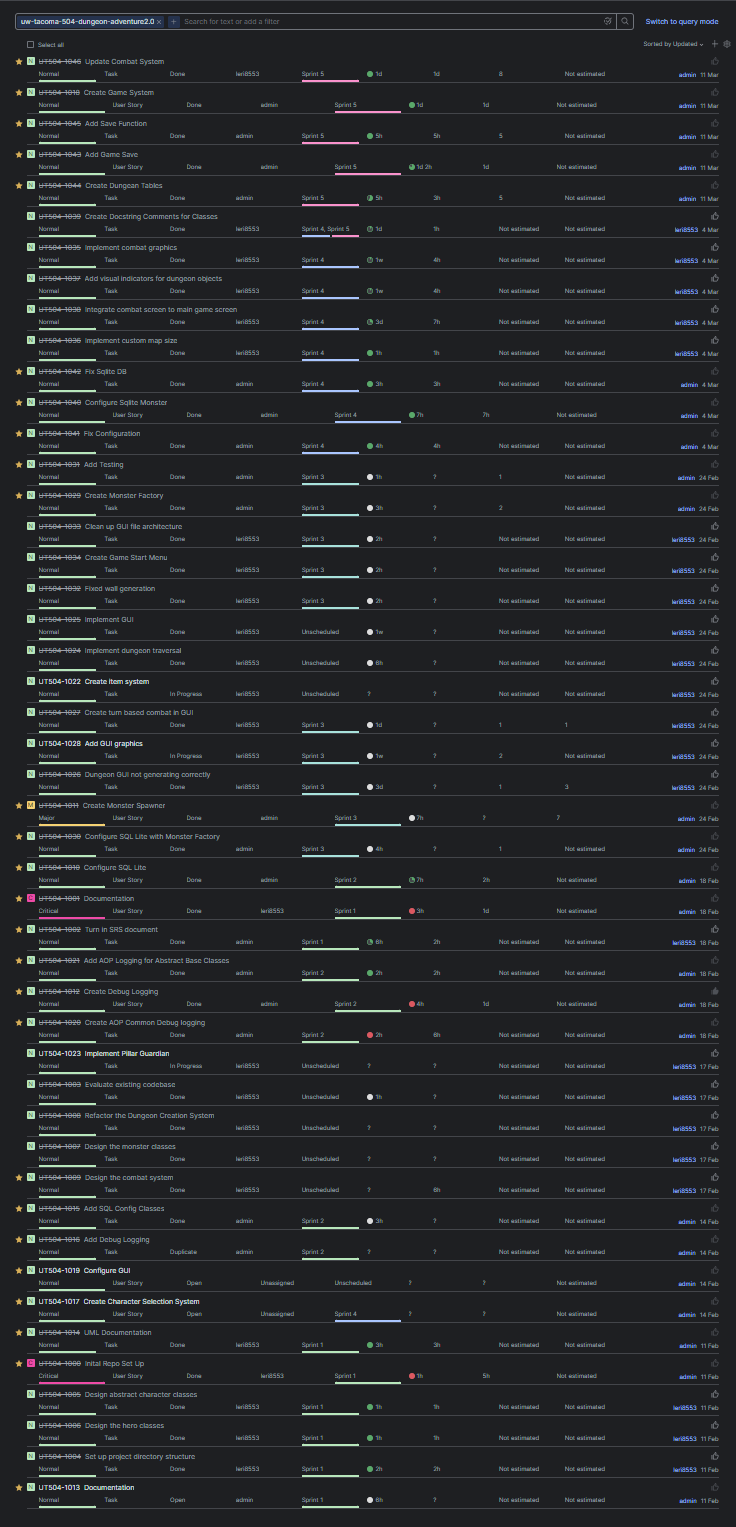 uw-tacoma-504-dungeon-adventure2.0 × + Search for text or add a filter Switch to query mode
Select all Sorted by Updated
N UT504-1046 Update Combat System
Normal Task Done leri8553 Sprint 5 1d 1d 8 Not estimated admin 11 Mar
N UT504-1018 Create Game System
Normal User Story Done admin Sprint 5 1d 1d Not estimated admin 11 Mar
N UT504-1045 Add Save Function
Normal Task Done admin Sprint 5 5h 5h 5 Not estimated admin 11 Mar
N UT504-1043 Add Game Save
Normal User Story Done admin Sprint 5 1d 2h 1d Not estimated admin 11 Mar
N UT504-1044 Create Dungean Tables
Normal Task Done admin Sprint 5 5h 3h 5 Not estimated admin 11 Mar
N UT504-1039 Create Docstring Comments for Classes
Normal Task Done leri8553 Sprint 4, Sprint 5 1d 1h Not estimated Not estimated leri8553 4 Mar
N UT504-1035 Implement combat graphics
Normal Task Done leri8553 Sprint 4 1w 4h Not estimated Not estimated leri8553 4 Mar
N UT504-1037 Add visual indicators for dungeon objects
Normal Task Done leri8553 Sprint 4 1w 4h Not estimated Not estimated leri8553 4 Mar
N UT504-1038 Integrate combat screen to main game screen
Normal Task Done leri8553 Sprint 4 3d 7h Not estimated Not estimated leri8553 4 Mar
N UT504-1036 Implement custom map size
Normal Task Done leri8553 Sprint 4 1h 1h Not estimated Not estimated leri8553 4 Mar
N UT504-1042 Fix Sqlite DB
Normal Task Done admin Sprint 4 3h 3h Not estimated Not estimated admin 4 Mar
N UT504-1040 Configure Sqlite Monster
Normal User Story Done admin Sprint 4 7h 7h Not estimated admin 4 Mar
N UT504-1041 Fix Configuration
Normal Task Done admin Sprint 4 4h 4h Not estimated Not estimated admin 4 Mar
N UT504-1031 Add Testing
Normal Task Done admin Sprint 3 1h ? 1 Not estimated admin 24 Feb
N UT504-1029 Create Monster Factory
Normal Task Done admin Sprint 3 3h ? 2 Not estimated admin 24 Feb
N UT504-1033 Clean up GUI file architecture
Normal Task Done leri8553 Sprint 3 2h ? Not estimated Not estimated leri8553 24 Feb
N UT504-1034 Create Game Start Menu
Normal Task Done leri8553 Sprint 3 2h ? Not estimated Not estimated leri8553 24 Feb
N UT504-1032 Fixed wall generation
Normal Task Done leri8553 Sprint 3 2h ? Not estimated Not estimated leri8553 24 Feb
N UT504-1025 Implement GUI
Normal Task Done leri8553 Unscheduled 1w ? Not estimated Not estimated leri8553 24 Feb
N UT504-1024 Implement dungeon traversal
Normal Task Done leri8553 Unscheduled 6h ? Not estimated Not estimated leri8553 24 Feb
N UT504-1022 Create item system
Normal Task In Progress leri8553 Unscheduled ? ? Not estimated Not estimated leri8553 24 Feb
N UT504-1027 Create turn based combat in GUI
Normal Task Done leri8553 Sprint 3 1d ? 1 1 leri8553 24 Feb
N UT504-1028 Add GUI graphics
Normal Task In Progress leri8553 Sprint 3 1w ? 2 Not estimated leri8553 24 Feb
N UT504-1026 Dungeon GUI not generating correctly
Normal Task Done leri8553 Sprint 3 3d ? 1 3 leri8553 24 Feb
M UT504-1011 Create Monster Spawner
Major User Story Done admin Sprint 3 7h ? ? admin 24 Feb
N UT504-1030 Configure SQL Lite with Monster Factory
Normal Task Done admin Sprint 3 4h ? 1 Not estimated admin 24 Feb
N UT504-1010 Configure SQL Lite
Normal User Story Done admin Sprint 2 7h 2h Not estimated admin 18 Feb
C UT504-1001 Documentation
Critical User Story Done leri8553 Sprint 1 3h 1d Not estimated admin 18 Feb
N UT504-1002 Turn in SRS document
Normal Task Done admin Sprint 1 6h 2h Not estimated Not estimated leri8553 18 Feb
N UT504-1021 Add AOP Logging for Abstract Base Classes
Normal Task Done admin Sprint 2 2h 2h Not estimated Not estimated admin 18 Feb
N UT504-1012 Create Debug Logging
Normal User Story Done admin Sprint 2 4h 1d Not estimated admin 18 Feb
N UT504-1020 Create AOP Common Debug logging
Normal Task Done admin Sprint 2 2h 6h Not estimated Not estimated admin 18 Feb
N UT504-1023 Implement Pillar Guardian
Normal Task In Progress leri8553 Unscheduled ? ? Not estimated Not estimated leri8553 17 Feb
N UT504-1003 Evaluate existing codebase
Normal Task Done leri8553 Unscheduled 1h ? Not estimated Not estimated leri8553 17 Feb
N UT504-1008 Refactor the Dungeon Creation System
Normal Task Done leri8553 Unscheduled ? ? Not estimated Not estimated leri8553 17 Feb
N UT504-1007 Design the monster classes
Normal Task Done leri8553 Unscheduled ? ? Not estimated Not estimated leri8553 17 Feb
N UT504-1009 Design the combat system
Normal Task Done leri8553 Unscheduled ? 6h Not estimated Not estimated leri8553 17 Feb
N UT504-1015 Add SQL Config Classes
Normal Task Done admin Sprint 2 3h ? Not estimated Not estimated admin 14 Feb
N UT504-1016 Add Debug Logging
Normal Task Duplicate admin Sprint 2 ? ? Not estimated Not estimated admin 14 Feb
N UT504-1019 Configure GUI
Normal User Story Open Unassigned Unscheduled ? ? Not estimated admin 14 Feb
N UT504-1017 Create Character Selection System
Normal User Story Open Unassigned Sprint 4 ? ? Not estimated admin 14 Feb
N UT504-1014 UML Documentation
Normal Task Done admin Sprint 1 3h 3h Not estimated Not estimated admin 11 Feb
C UT504-1000 Inital Repo Set Up
Critical User Story Done leri8553 Sprint 1 1h 5h Not estimated admin 11 Feb
N UT504-1005 Design abstract character classes
Normal Task Done leri8553 Sprint 1 1h 1h Not estimated Not estimated leri8553 11 Feb
N UT504-1006 Design the hero classes
Normal Task Done leri8553 Sprint 1 1h 1h Not estimated Not estimated leri8553 11 Feb
N UT504-1004 Set up project directory structure
Normal Task Done leri8553 Sprint 1 2h 2h Not estimated Not estimated leri8553 11 Feb
N UT504-1013 Documentation
Normal Task Open admin Sprint 1 6h ? Not estimated Not estimated admin 11 Feb